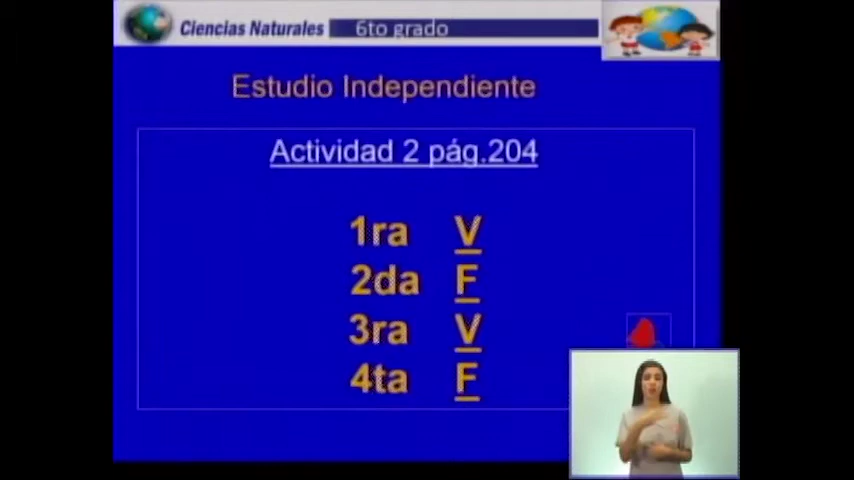 Ciencias Naturales 6to grado
Estudio Independiente
Actividad 2 pág.204
1ra V
2da F
3ra V
4ta F